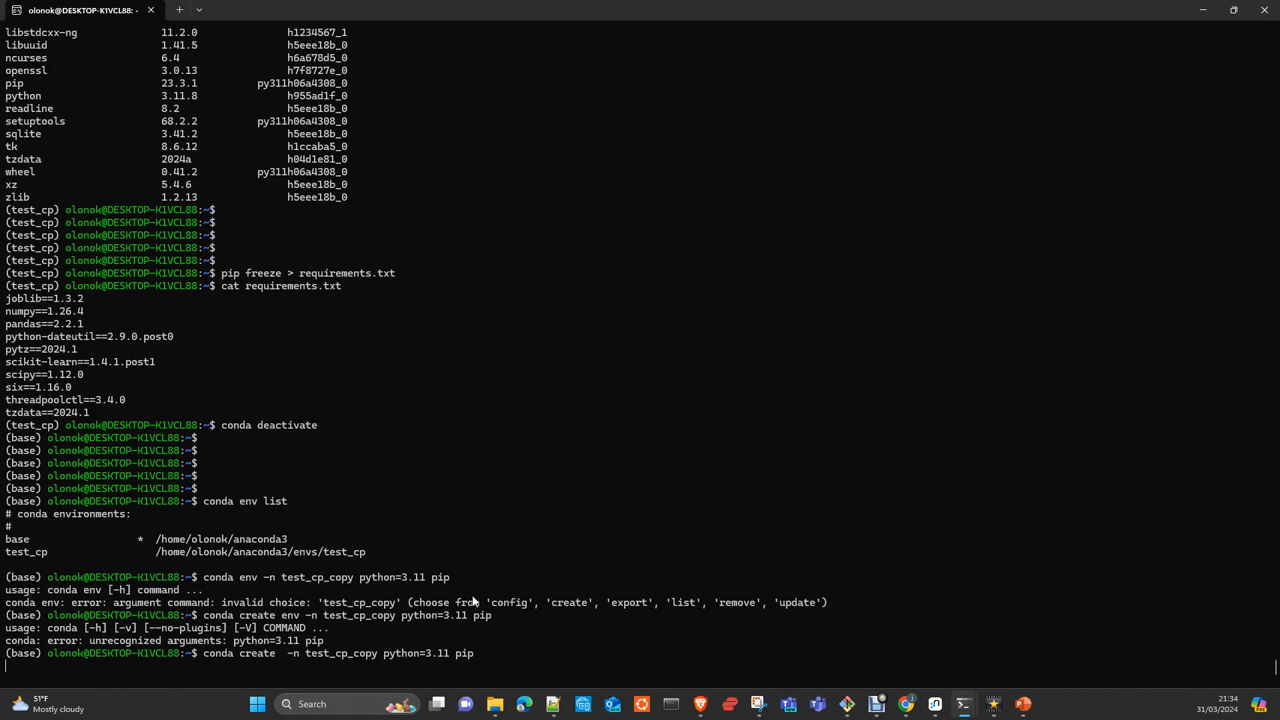 olonok@DESKTOP-K1VCL88: ~
libstdcxx-ng 11.2.0 h1234567_1
libuuid 1.41.5 h5eee18b_0
ncurses 6.4 h6a678d5_0
openssl 3.0.13 h7f8727e_0
pip 23.3.1 py311h06a4308_0
python 3.11.8 h955ad1f_0
readline 8.2 h5eee18b_0
setuptools 68.2.2 py311h06a4308_0
sqlite 3.41.2 h5eee18b_0
tk 8.6.12 h1ccaba5_0
tzdata 2024a h04d1e81_0
wheel 0.41.2 py311h06a4308_0
xz 5.4.6 h5eee18b_0
zlib 1.2.13 h5eee18b_0
(test_cp) olonok@DESKTOP-K1VCL88:~$
(test_cp) olonok@DESKTOP-K1VCL88:~$
(test_cp) olonok@DESKTOP-K1VCL88:~$
(test_cp) olonok@DESKTOP-K1VCL88:~$
(test_cp) olonok@DESKTOP-K1VCL88:~$
(test_cp) olonok@DESKTOP-K1VCL88:~$ pip freeze > requirements.txt
(test_cp) olonok@DESKTOP-K1VCL88:~$ cat requirements.txt
joblib==1.3.2
numpy==1.26.4
pandas==2.2.1
python-dateutil==2.9.0.post0
pytz==2024.1
scikit-learn==1.4.1.post1
scipy==1.12.0
six==1.16.0
threadpoolctl==3.4.0
tzdata==2024.1
(test_cp) olonok@DESKTOP-K1VCL88:~$ conda deactivate
(base) olonok@DESKTOP-K1VCL88:~$
(base) olonok@DESKTOP-K1VCL88:~$
(base) olonok@DESKTOP-K1VCL88:~$
(base) olonok@DESKTOP-K1VCL88:~$
(base) olonok@DESKTOP-K1VCL88:~$
(base) olonok@DESKTOP-K1VCL88:~$ conda env list
# conda environments:
#
base * /home/olonok/anaconda3
test_cp /home/olonok/anaconda3/envs/test_cp
(base) olonok@DESKTOP-K1VCL88:~$ conda env -n test_cp_copy python=3.11 pip
usage: conda env [-h] command ...
conda env: error: argument command: invalid choice: 'test_cp_copy' (choose from 'config', 'create', 'export', 'list', 'remove', 'update')
(base) olonok@DESKTOP-K1VCL88:~$ conda create env -n test_cp_copy python=3.11 pip
usage: conda [-h] [-v] [--no-plugins] [-V] COMMAND ...
conda: error: unrecognized arguments: python=3.11 pip
(base) olonok@DESKTOP-K1VCL88:~$ conda create  -n test_cp_copy python=3.11 pip
51°F
Mostly cloudy
Search
21:34
31/03/2024